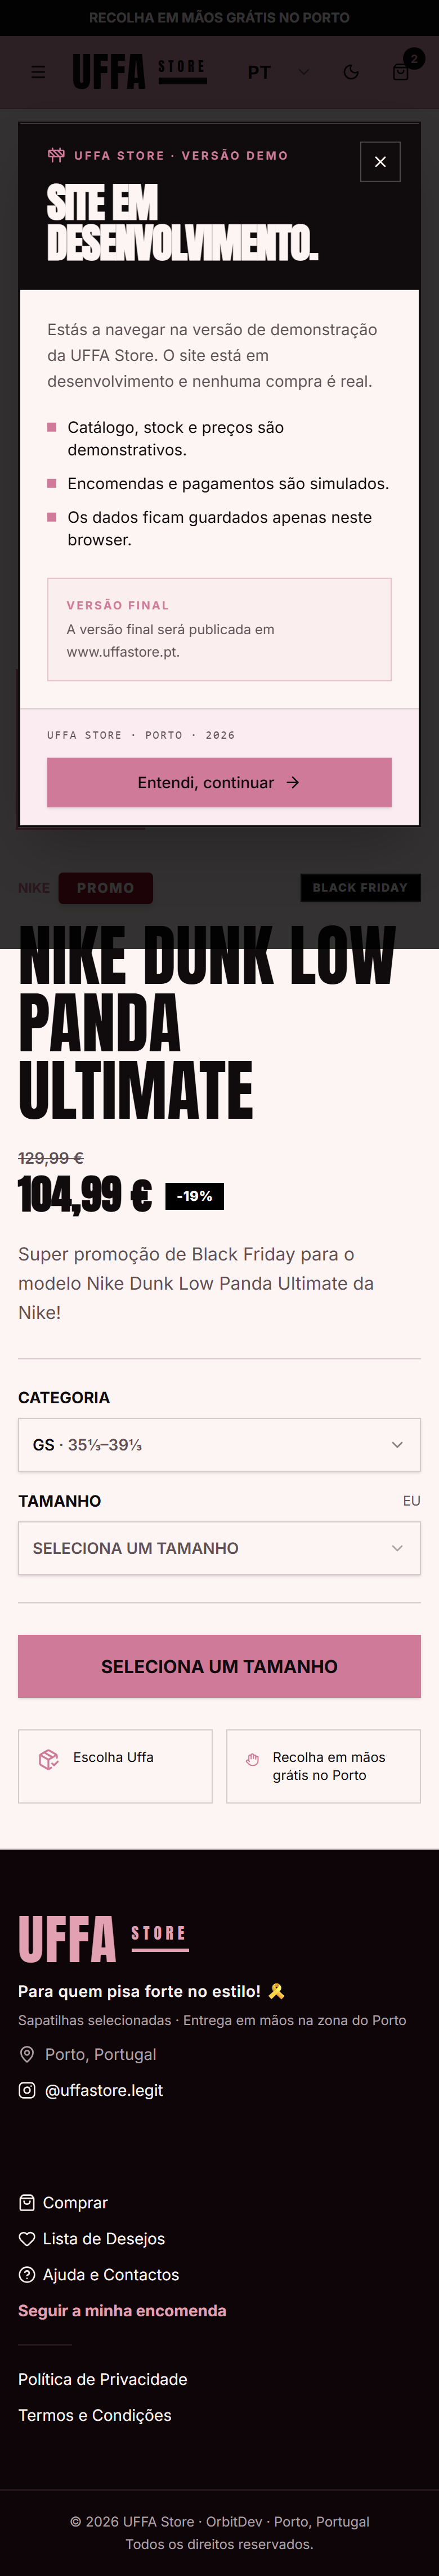 RECOLHA EM MÃOS GRÁTIS NO PORTO
UFFA STORE
PT
2
UFFA STORE · VERSÃO DEMO
SITE EM
DESENVOLVIMENTO.
Estás a navegar na versão de demonstração
da UFFA Store. O site está em
desenvolvimento e nenhuma compra é real.
Catálogo, stock e preços são
demonstrativos.
Encomendas e pagamentos são simulados.
Os dados ficam guardados apenas neste
browser.
VERSÃO FINAL
A versão final será publicada em
www.uffastore.pt.
UFFA STORE · PORTO · 2026
Entendi, continuar
NIKE
PROMO
BLACK FRIDAY
NIKE DUNK LOW
PANDA
ULTIMATE
129,99 €
104,99 €
-19%
Super promoção de Black Friday para o
modelo Nike Dunk Low Panda Ultimate da
Nike!
CATEGORIA
GS · 35⅓–39⅓
TAMANHO
EU
SELECIONA UM TAMANHO
SELECIONA UM TAMANHO
Escolha Uffa
Recolha em mãos
grátis no Porto
UFFA STORE
Para quem pisa forte no estilo! 🎗️
Sapatilhas selecionadas · Entrega em mãos na zona do Porto
Porto, Portugal
@uffastore.legit
Comprar
Lista de Desejos
Ajuda e Contactos
Seguir a minha encomenda
Política de Privacidade
Termos e Condições
© 2026 UFFA Store · OrbitDev · Porto, Portugal
Todos os direitos reservados.